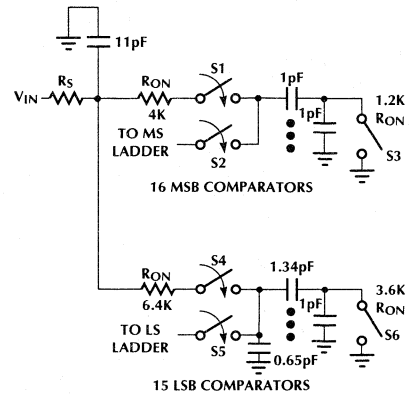 11pF
VIN
RS
RON
4K
S1
1pF
1pF
1.2K
RON
S3
TO MS
LADDER
S2
16 MSB COMPARATORS
RON
6.4K
S4
1.34pF
1pF
3.6K
RON
S6
TO LS
LADDER
S5
0.65pF
15 LSB COMPARATORS